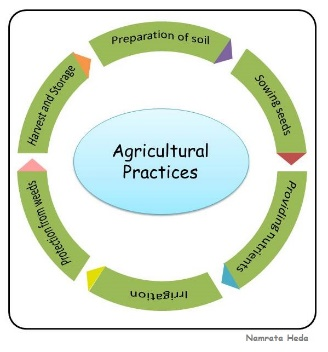 Preparation of soil
Sowing seeds
Providing nutrients
Irrigation
Protection from weeds
Harvest and Storage
Agricultural
Practices
Namrata Heda